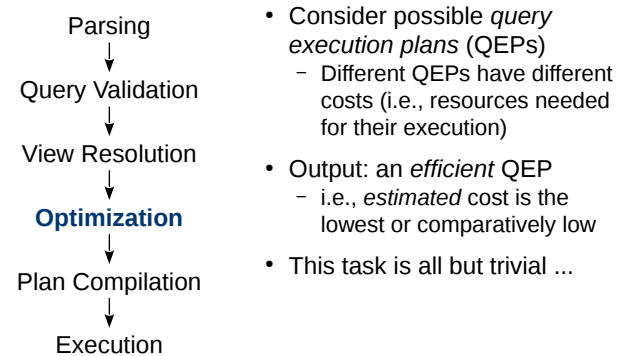 Parsing
Query Validation
View Resolution
Optimization
Plan Compilation
Execution
• Consider possible query
execution plans (QEPs)
– Different QEPs have different
costs (i.e., resources needed
for their execution)
• Output: an efficient QEP
– i.e., estimated cost is the
lowest or comparatively low
• This task is all but trivial ...